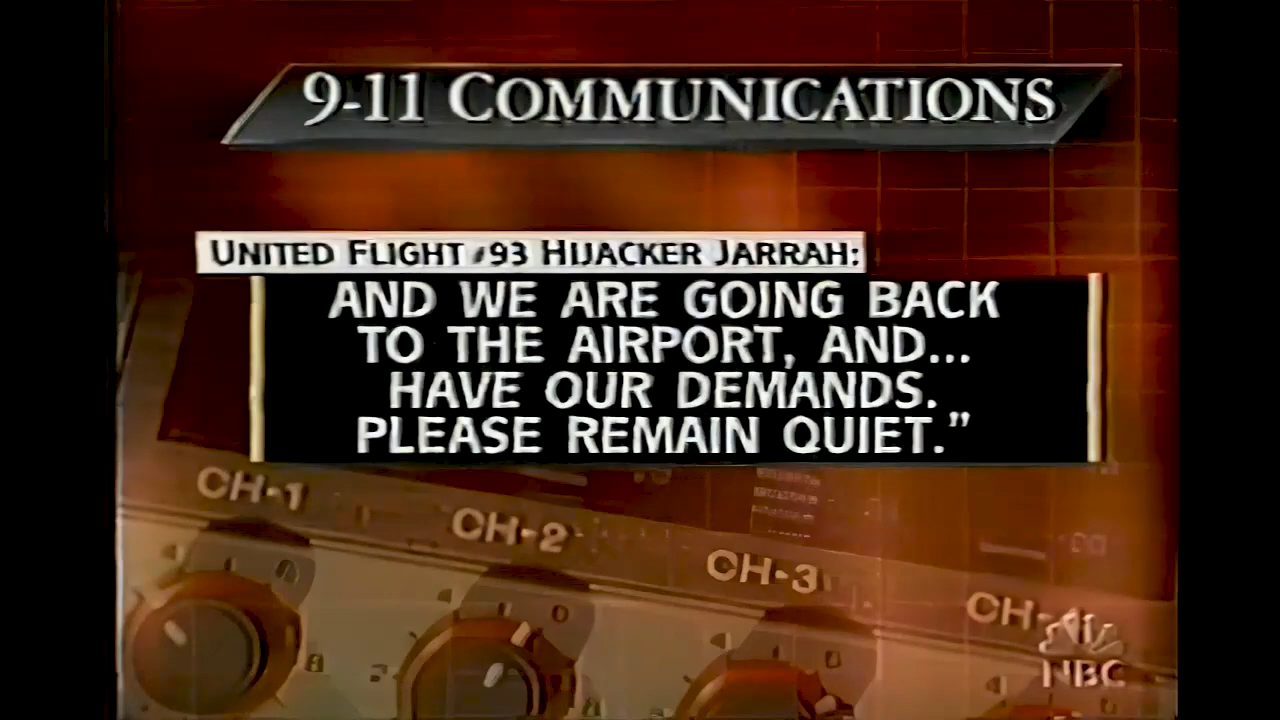 9-11 COMMUNICATIONS
UNITED FLIGHT #93 HIJACKER JARRAH:
AND WE ARE GOING BACK
TO THE AIRPORT, AND...
HAVE OUR DEMANDS.
PLEASE REMAIN QUIET.”
CH-1
CH-2
CH-3
CH-
NBC